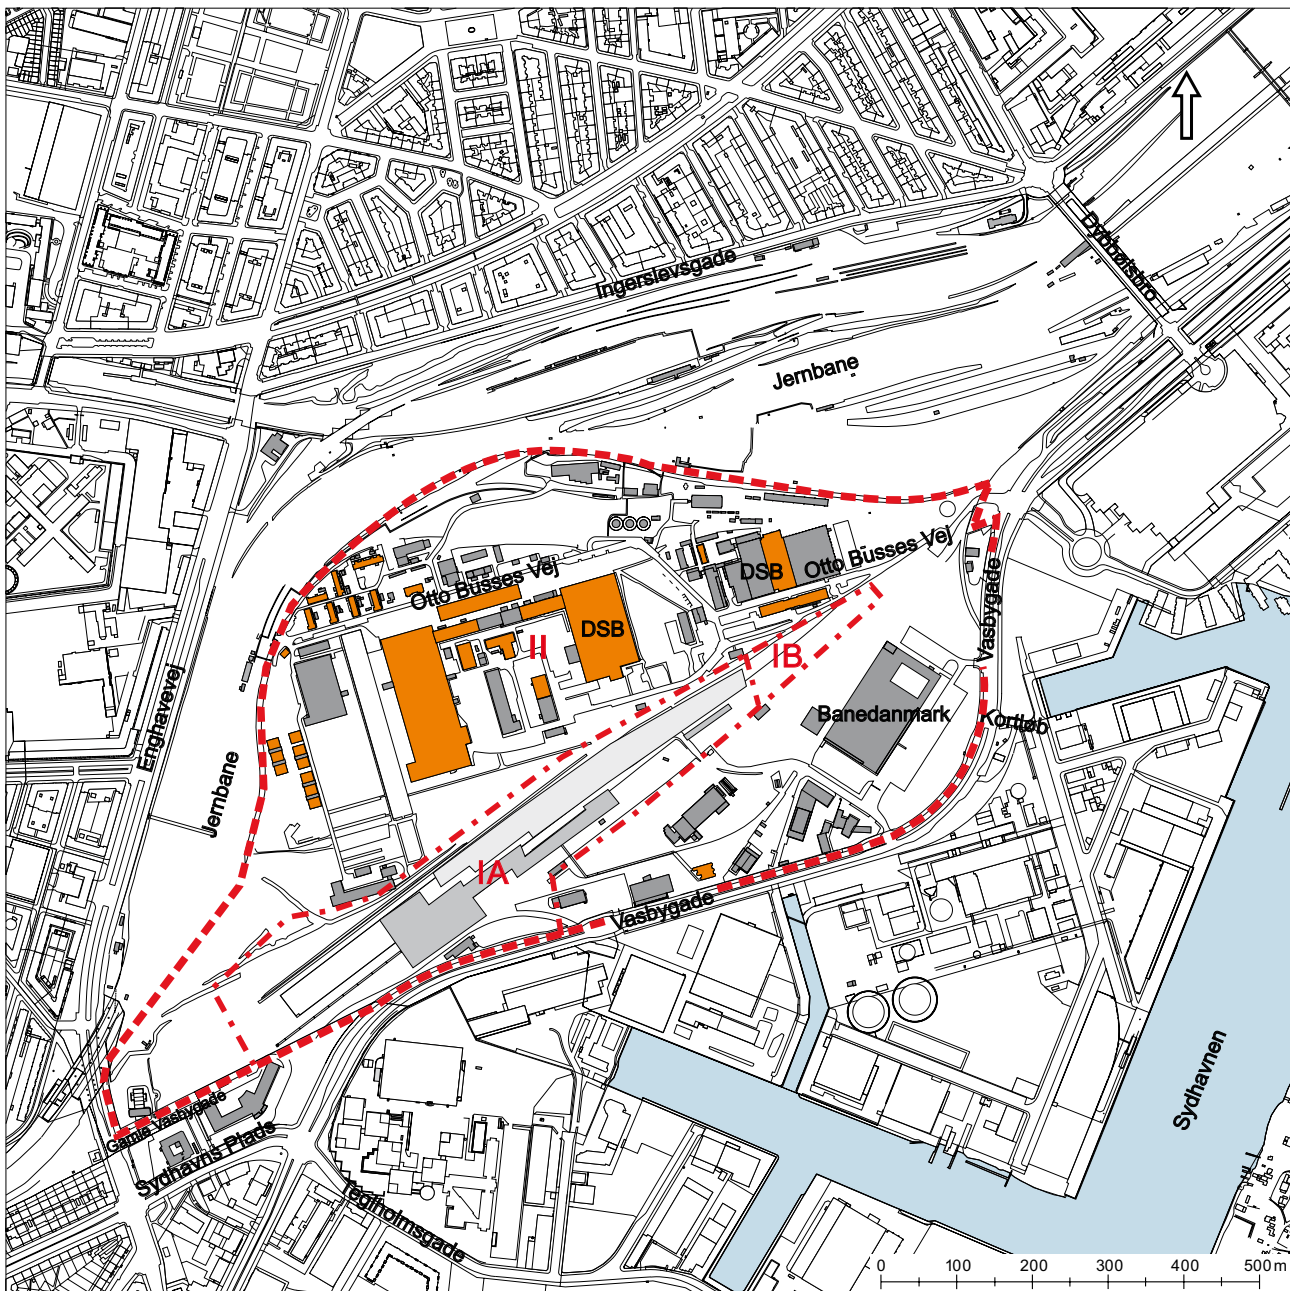 Dybbølsbro
Ingerslevsgade
Jernbane
Otto Busses Vej
DSB
Otto Busses Vej
DSB
II
IB
Vasbygade
Enghavevej
Banedanmark
Kortløb
Jernbane
IA
Vasbygade
Sydhavnen
Gamle Vasbygade
Sydhavns Plads
Teglholmsgade
0 100 200 300 400 500 m